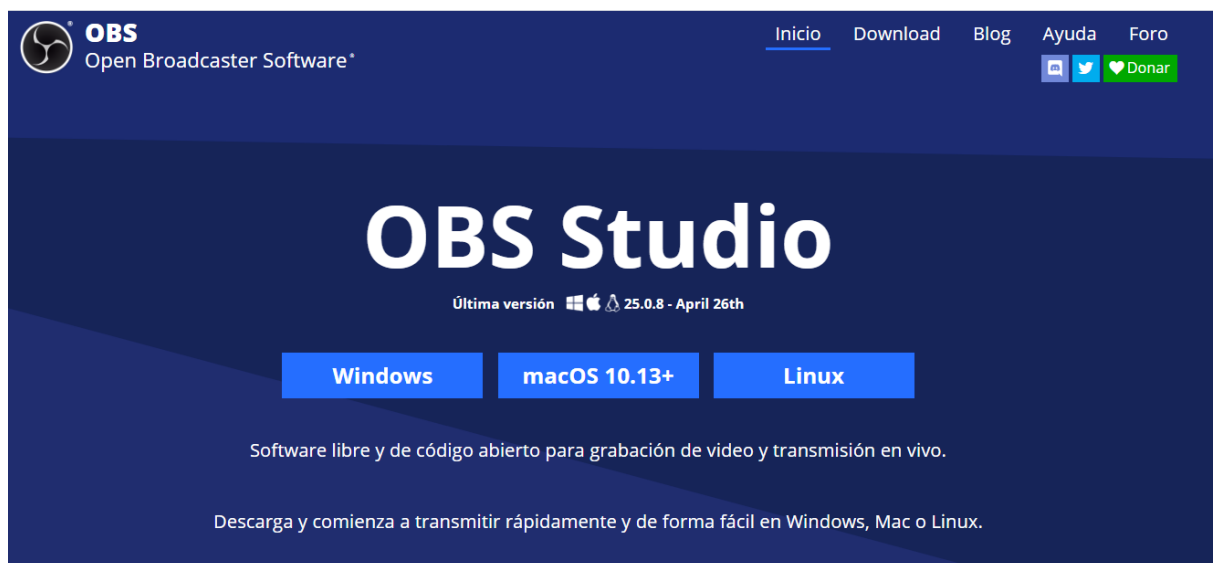 OBS
Open Broadcaster Software®
Inicio Download Blog Ayuda Foro
Donar
OBS Studio
Última versión 25.0.8 - April 26th
Windows macOS 10.13+ Linux
Software libre y de código abierto para grabación de video y transmisión en vivo.
Descarga y comienza a transmitir rápidamente y de forma fácil en Windows, Mac o Linux.